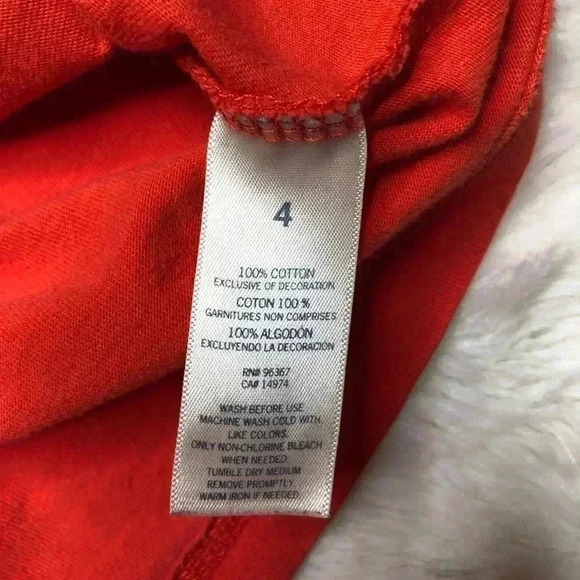 4
100% COTTON
EXCLUSIVE OF DECORATION
COTON 100 %
GARNITURES NON COMPRISES
100% ALGODÓN
EXCLUYENDO LA DECORACIÓN
RN# 96367
CA# 14974
WASH BEFORE USE
MACHINE WASH COLD WITH
LIKE COLORS.
ONLY NON-CHLORINE BLEACH
WHEN NEEDED.
TUMBLE DRY MEDIUM
REMOVE PROMPTLY.
WARM IRON IF NEEDED.